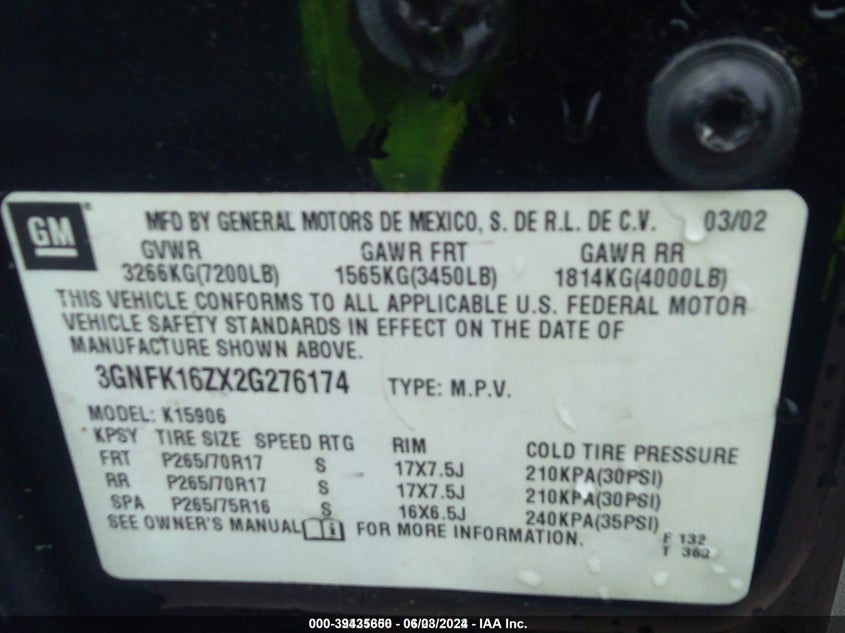 GM ® MFD BY GENERAL MOTORS DE MEXICO, S. DE R.L. DE C.V. 03/02
GVWR GAWR FRT GAWR RR
3266KG(7200LB) 1565KG(3450LB) 1814KG(4000LB)
THIS VEHICLE CONFORMS TO ALL APPLICABLE U.S. FEDERAL MOTOR
VEHICLE SAFETY STANDARDS IN EFFECT ON THE DATE OF
MANUFACTURE SHOWN ABOVE.
3GNFK16ZX2G276174 TYPE: M.P.V.
MODEL: K15906
KPSY TIRE SIZE SPEED RTG RIM COLD TIRE PRESSURE
FRT P265/70R17 S 17X7.5J 210KPA(30PSI)
RR P265/70R17 S 17X7.5J 210KPA(30PSI)
SPA P265/75R16 S 16X6.5J 240KPA(35PSI)
SEE OWNER'S MANUAL FOR MORE INFORMATION.
F 132
T 363
- IAA Inc.